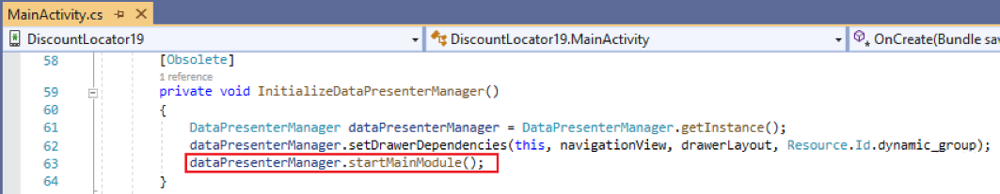 MainActivity.cs
DiscountLocator19 DiscountLocator19.MainActivity OnCreate(Bundle sav
58 [Obsolete]
1 reference
59 private void InitializeDataPresenterManager()
60 {
61 DataPresenterManager dataPresenterManager = DataPresenterManager.getInstance();
62 dataPresenterManager.setDrawerDependencies(this, navigationView, drawerLayout, Resource.Id.dynamic_group);
63 dataPresenterManager.startMainModule();
64 }